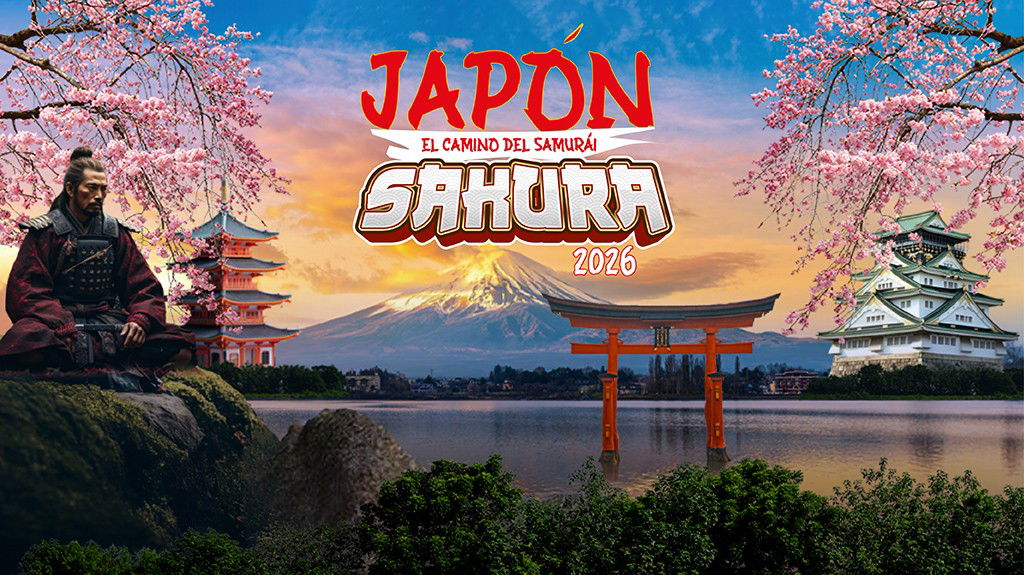 JAPÓN
EL CAMINO DEL SAMURÁI
SAKURA
2026